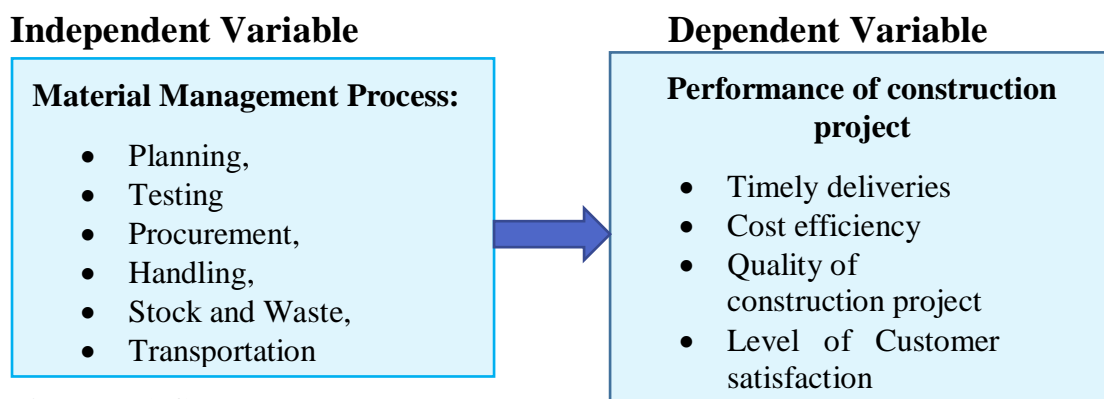 Independent Variable
Material Management Process:
• Planning,
• Testing
• Procurement,
• Handling,
• Stock and Waste,
• Transportation
Dependent Variable
Performance of construction
project
• Timely deliveries
• Cost efficiency
• Quality of
construction project
• Level of Customer
satisfaction